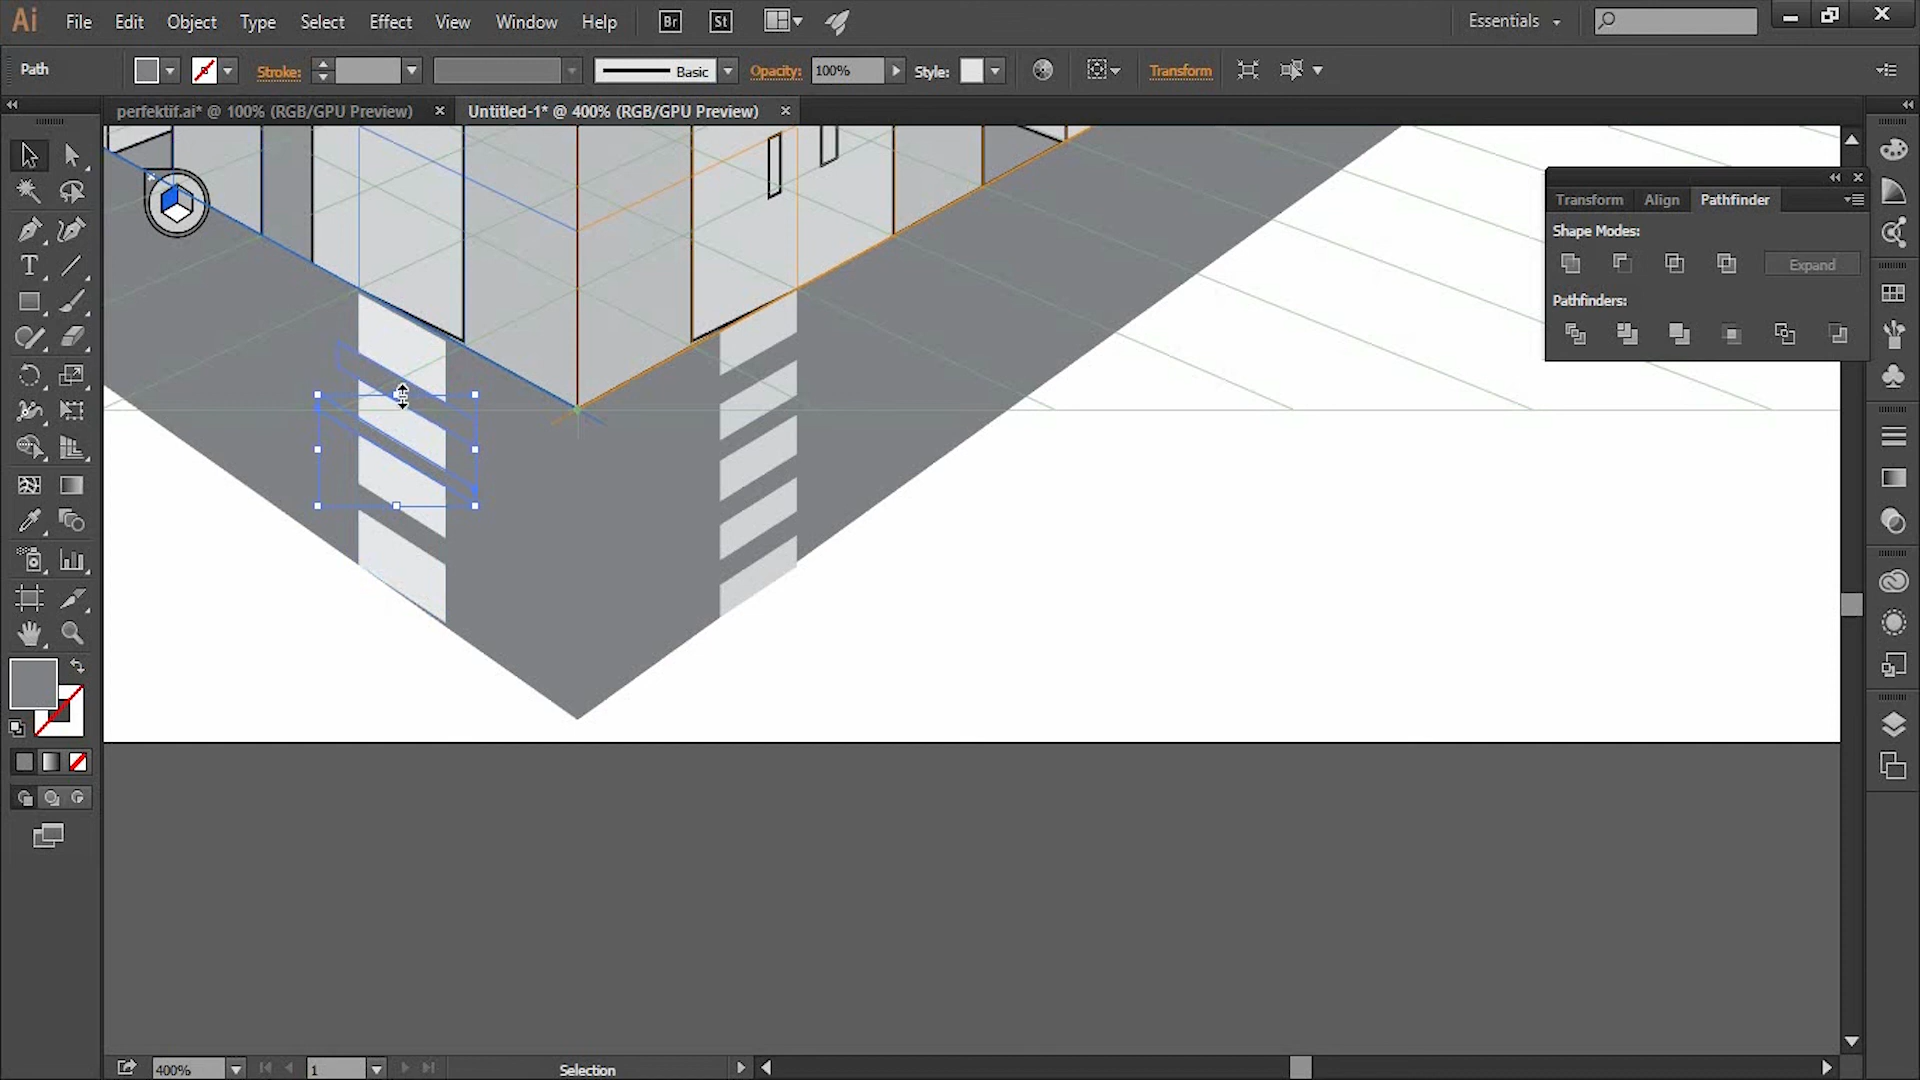 Ai File Edit Object Type Select Effect View Window Help Br St Essentials
Path Stroke: Basic Opacity: 100% Style: Transform
perfektif.ai* @ 100% (RGB/GPU Preview) Untitled-1* @ 400% (RGB/GPU Preview)
Transform Align Pathfinder
Shape Modes:
Expand
Pathfinders:
400% 1 Selection